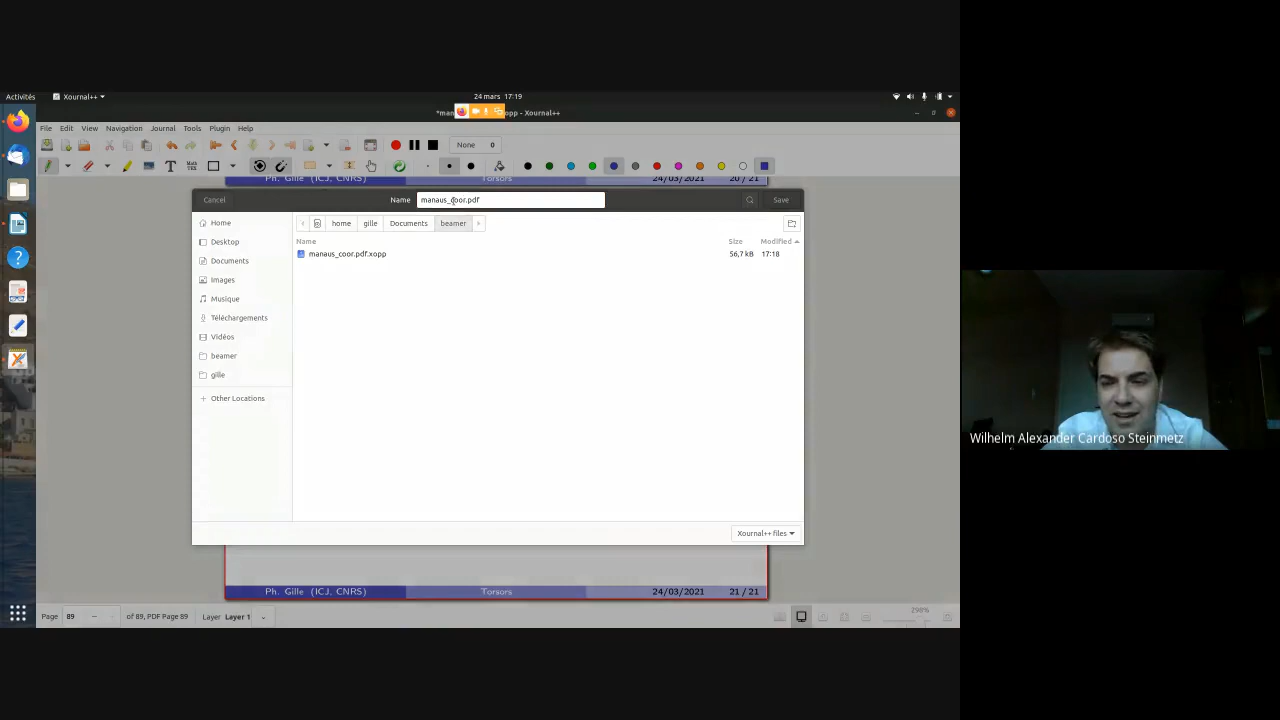 Activités Xournal++ 24 mars 17:19
*man opp - Xournal++
File Edit View Navigation Journal Tools Plugin Help
None 0
Ph. Gille (ICJ, CNRS) Torsors 24/03/2021 20 / 21
Cancel Name manaus_coor.pdf Save
home gille Documents beamer
Home
Desktop
Documents
Images
Musique
Téléchargements
Vidéos
beamer
gille
Other Locations
Name Size Modified
manaus_coor.pdf.xopp 56,7 kB 17:18
Xournal++ files
Ph. Gille (ICJ, CNRS) Torsors 24/03/2021 21 / 21
Page 89 of 89, PDF Page 89 Layer Layer 1 298%
Wilhelm Alexander Cardoso Steinmetz